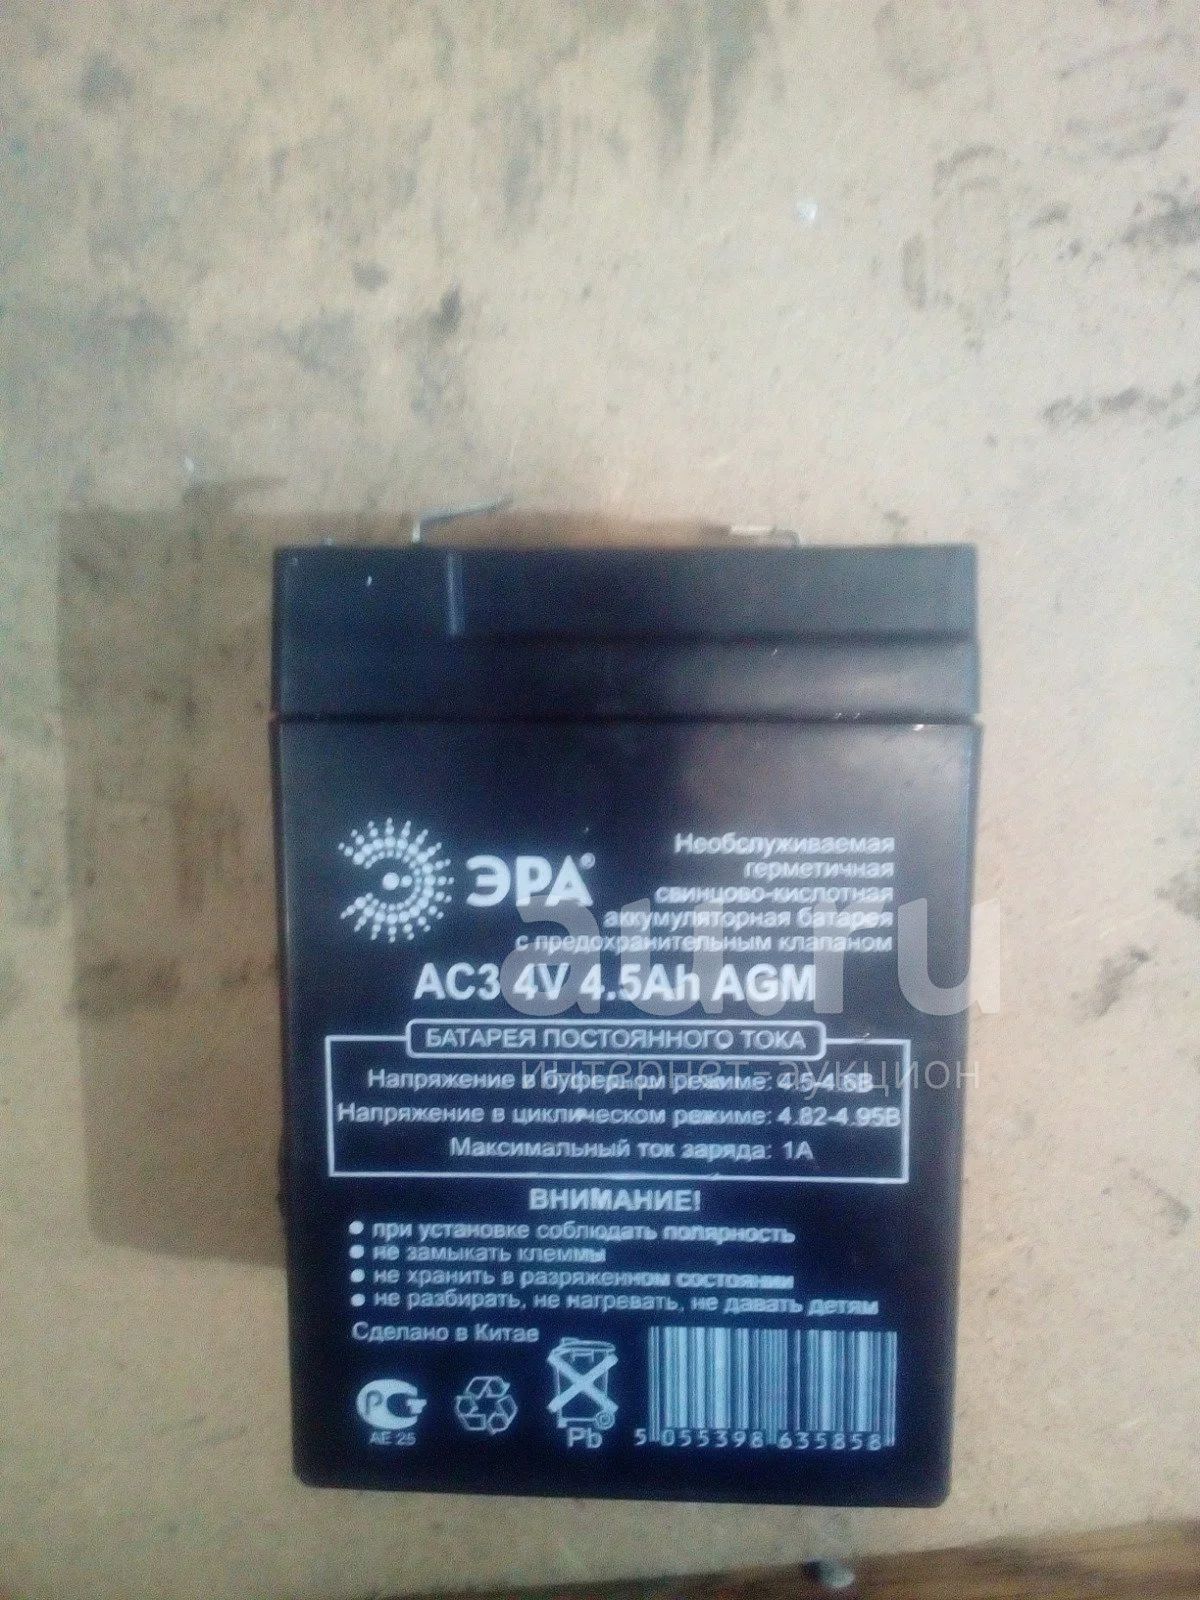 ЭРА®
Необслуживаемая
герметичная
свинцово-кислотная
аккумуляторная батарея
с предохранительным клапаном
AC3 4V 4.5Ah AGM
БАТАРЕЯ ПОСТОЯННОГО ТОКА
Напряжение в буферном режиме: 4.5-4.6В
Напряжение в циклическом режиме: 4.82-4.95В
Максимальный ток заряда: 1А
ВНИМАНИЕ!
• при установке соблюдать полярность
• не замыкать клеммы
• не хранить в разряженном состоянии
• не разбирать, не нагревать, не давать детям
Сделано в Китае
АЕ 25
Pb
5 055398 635858
au.ru
интернет-аукцион